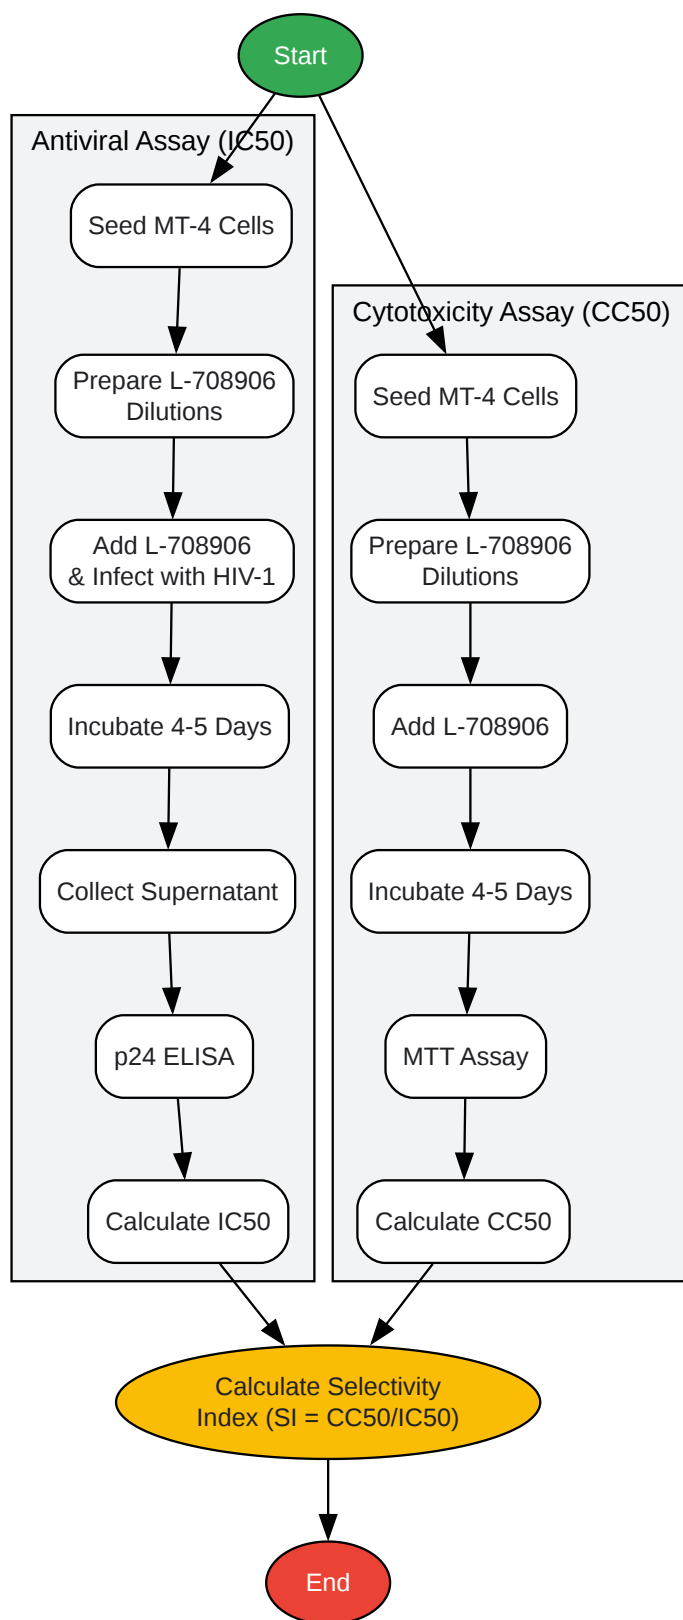 Start
Antiviral Assay (IC50)
Seed MT-4 Cells
Prepare L-708906
Dilutions
Add L-708906
& Infect with HIV-1
Incubate 4-5 Days
Collect Supernatant
p24 ELISA
Calculate IC50
Cytotoxicity Assay (CC50)
Seed MT-4 Cells
Prepare L-708906
Dilutions
Add L-708906
Incubate 4-5 Days
MTT Assay
Calculate CC50
Calculate Selectivity
Index (SI = CC50/IC50)
End